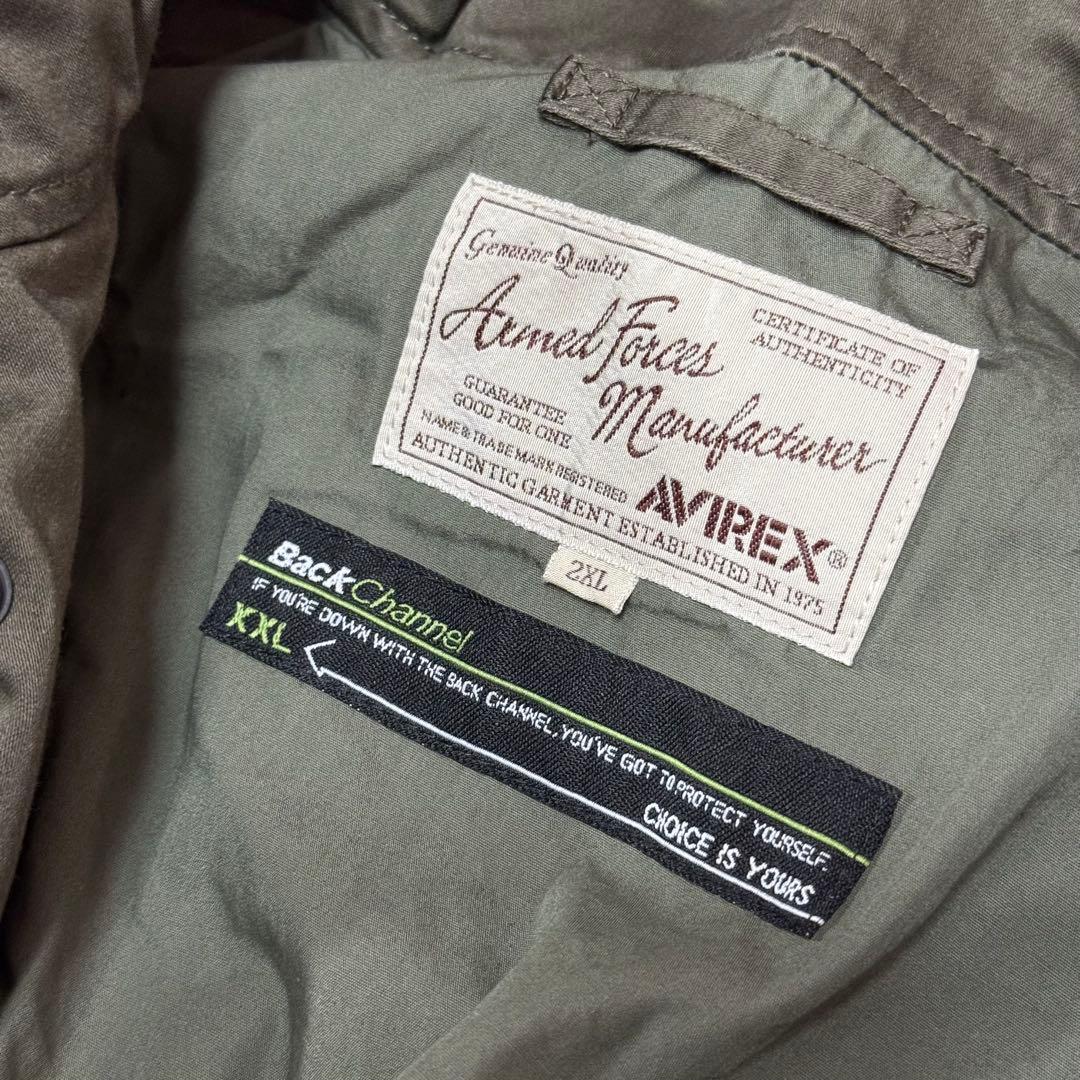 Genuine Quality
Armed Forces
Manufacturer
CERTIFICATE OF
AUTHENTICITY
GUARANTEE
GOOD FOR ONE
NAME & TRADE MARK REGISTERED
AVIREX®
AUTHENTIC GARMENT ESTABLISHED IN 1975
2XL
BackChannel
IF YOU'RE DOWN WITH THE BACK CHANNEL, YOU'VE GOT TO PROTECT YOURSELF.
XXL
CHOICE IS YOURS